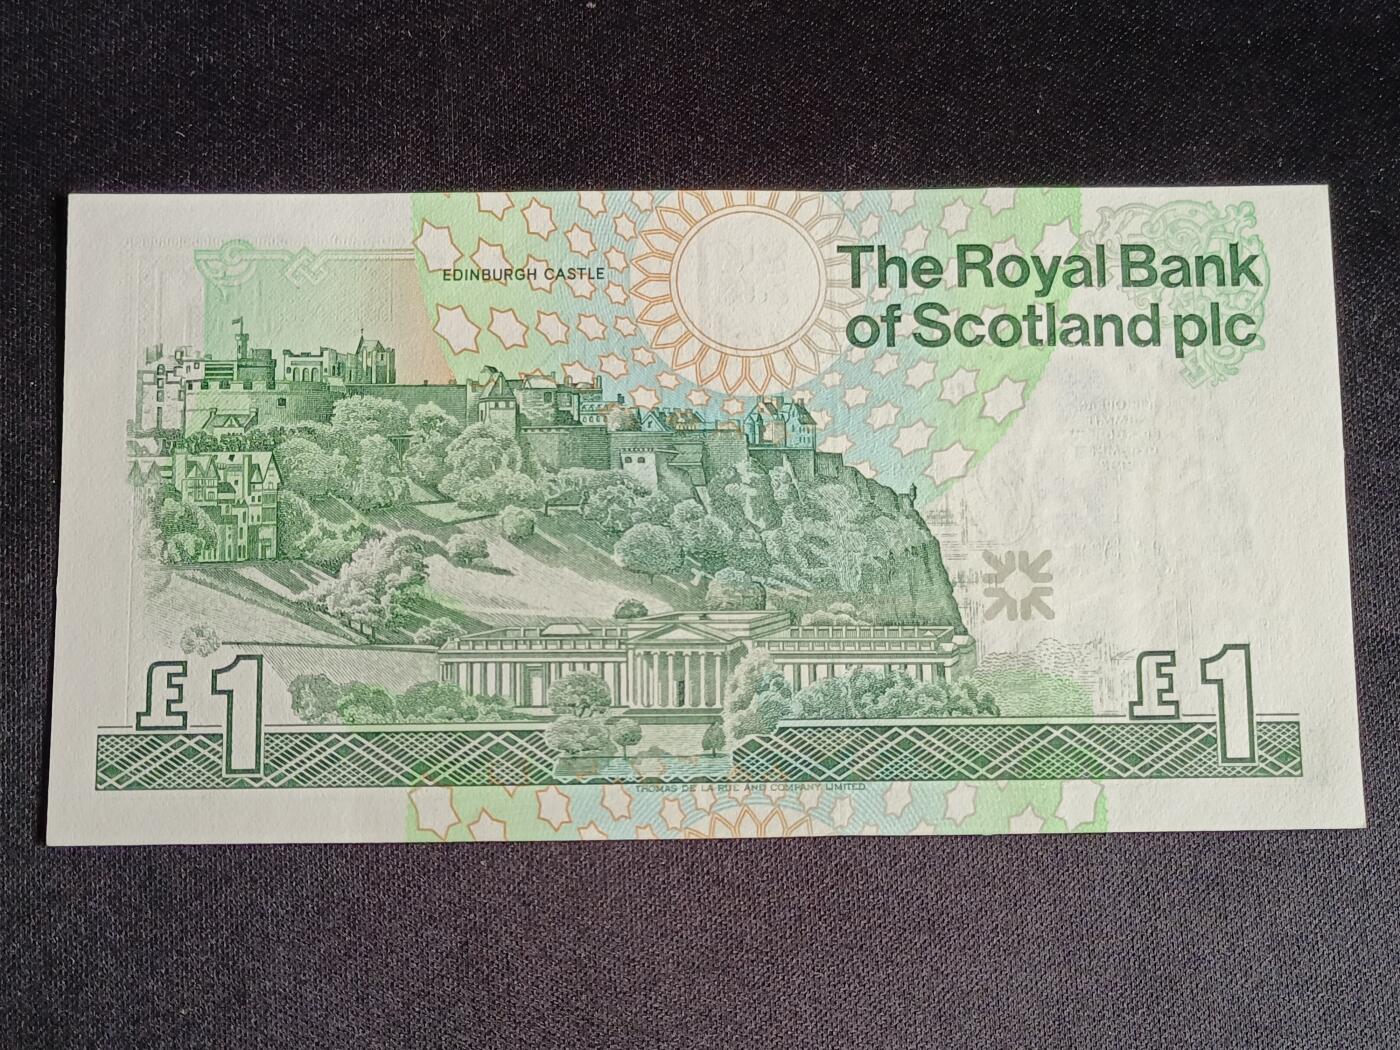 EDINBURGH CASTLE
The Royal Bank
of Scotland plc
£1
£1
THOMAS DE LA RUE AND COMPANY LIMITED